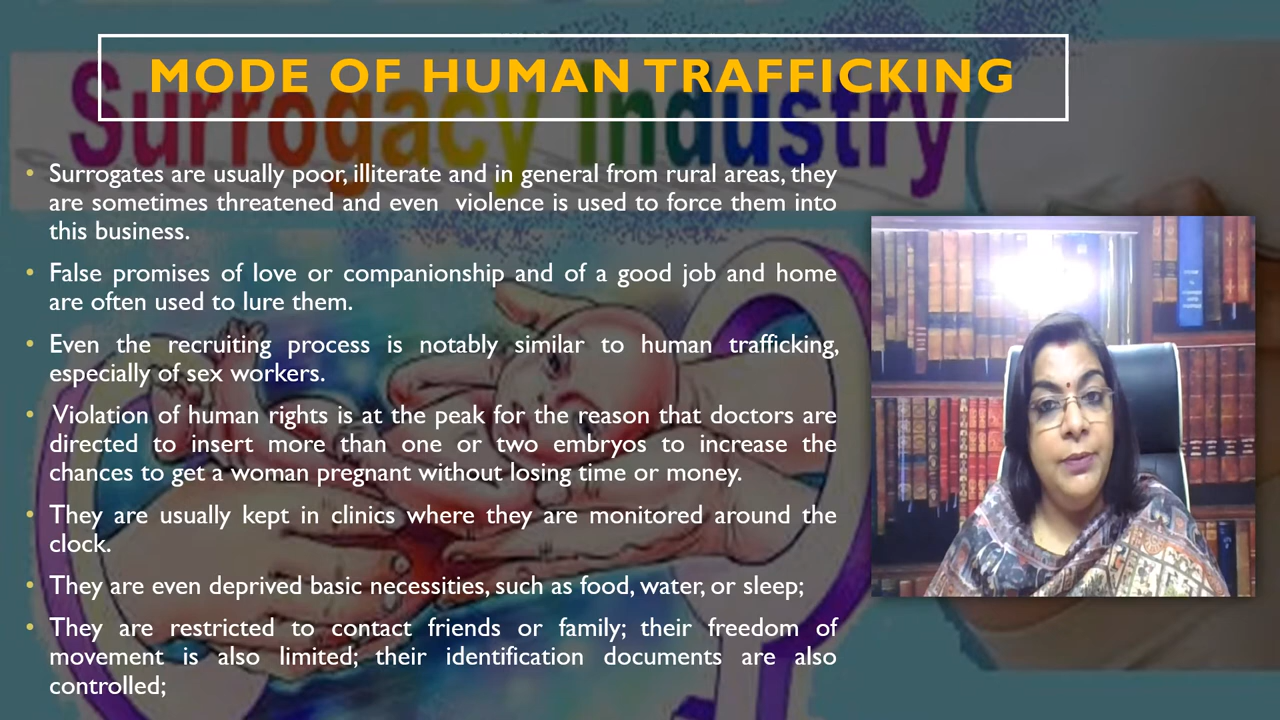 MODE OF HUMAN TRAFFICKING
Surrogacy Industry
• Surrogates are usually poor, illiterate and in general from rural areas, they
are sometimes threatened and even violence is used to force them into
this business.
• False promises of love or companionship and of a good job and home
are often used to lure them.
• Even the recruiting process is notably similar to human trafficking,
especially of sex workers.
• Violation of human rights is at the peak for the reason that doctors are
directed to insert more than one or two embryos to increase the
chances to get a woman pregnant without losing time or money.
• They are usually kept in clinics where they are monitored around the
clock.
• They are even deprived basic necessities, such as food, water, or sleep;
• They are restricted to contact friends or family; their freedom of
movement is also limited; their identification documents are also
controlled;